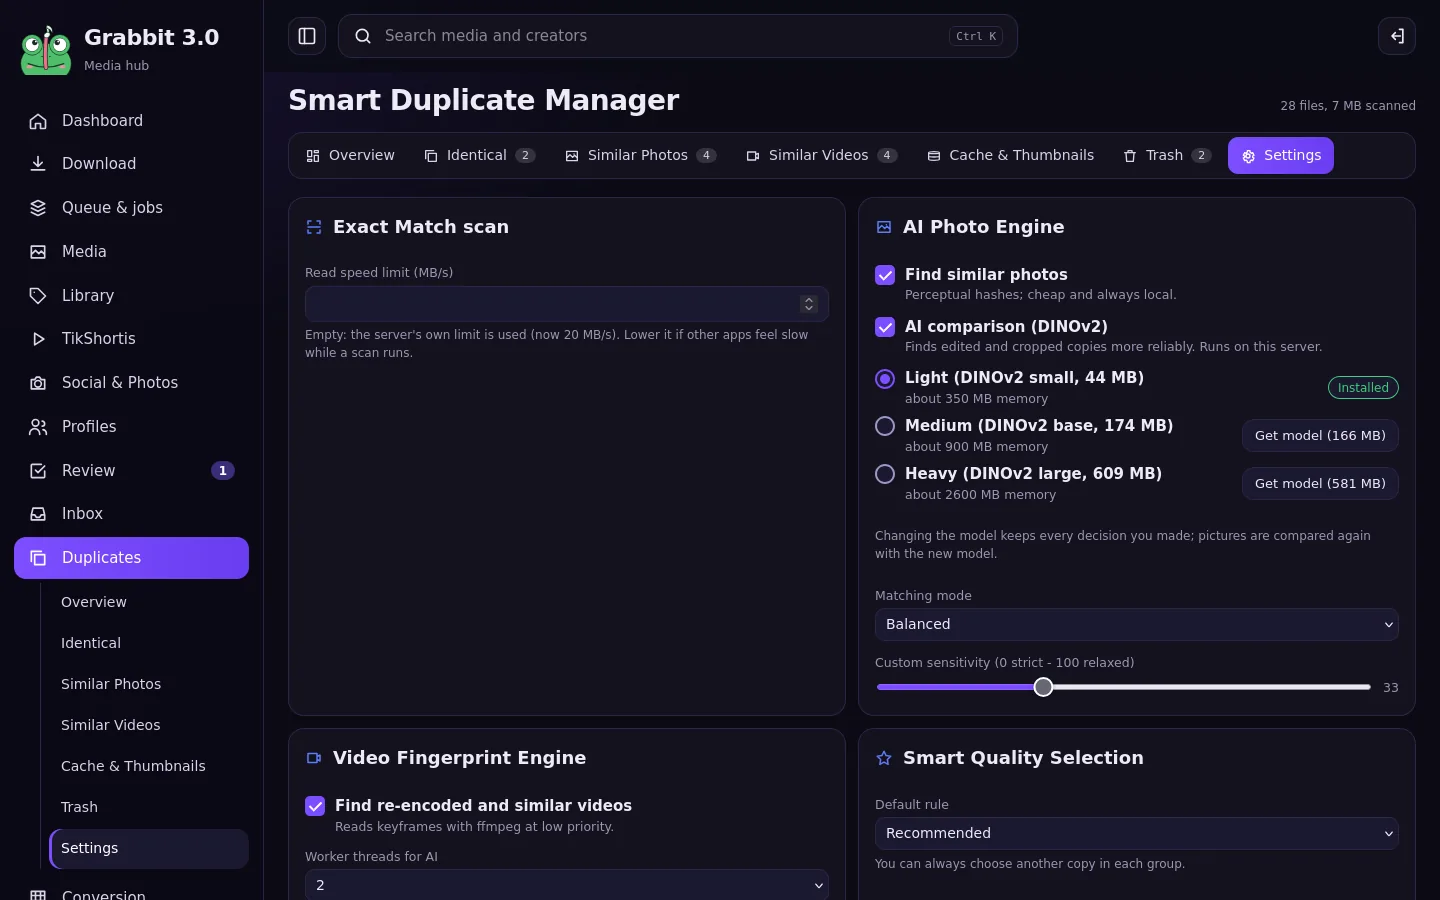 Grabbit 3.0
Media hub
Dashboard
Download
Queue & jobs
Media
Library
TikShortis
Social & Photos
Profiles
Review
1
Inbox
Duplicates
Overview
Identical
Similar Photos
Similar Videos
Cache & Thumbnails
Trash
Settings
Conversion
Search media and creators
Ctrl K
Smart Duplicate Manager
28 files, 7 MB scanned
Overview
Identical 2
Similar Photos 4
Similar Videos 4
Cache & Thumbnails
Trash 2
Settings
Exact Match scan
Read speed limit (MB/s)
Empty: the server's own limit is used (now 20 MB/s). Lower it if other apps feel slow
while a scan runs.
AI Photo Engine
Find similar photos
Perceptual hashes; cheap and always local.
AI comparison (DINOv2)
Finds edited and cropped copies more reliably. Runs on this server.
Light (DINOv2 small, 44 MB)
about 350 MB memory
Installed
Medium (DINOv2 base, 174 MB)
about 900 MB memory
Get model (166 MB)
Heavy (DINOv2 large, 609 MB)
about 2600 MB memory
Get model (581 MB)
Changing the model keeps every decision you made; pictures are compared again
with the new model.
Matching mode
Balanced
Custom sensitivity (0 strict - 100 relaxed)
33
Video Fingerprint Engine
Find re-encoded and similar videos
Reads keyframes with ffmpeg at low priority.
Worker threads for AI
2
Smart Quality Selection
Default rule
Recommended
You can always choose another copy in each group.